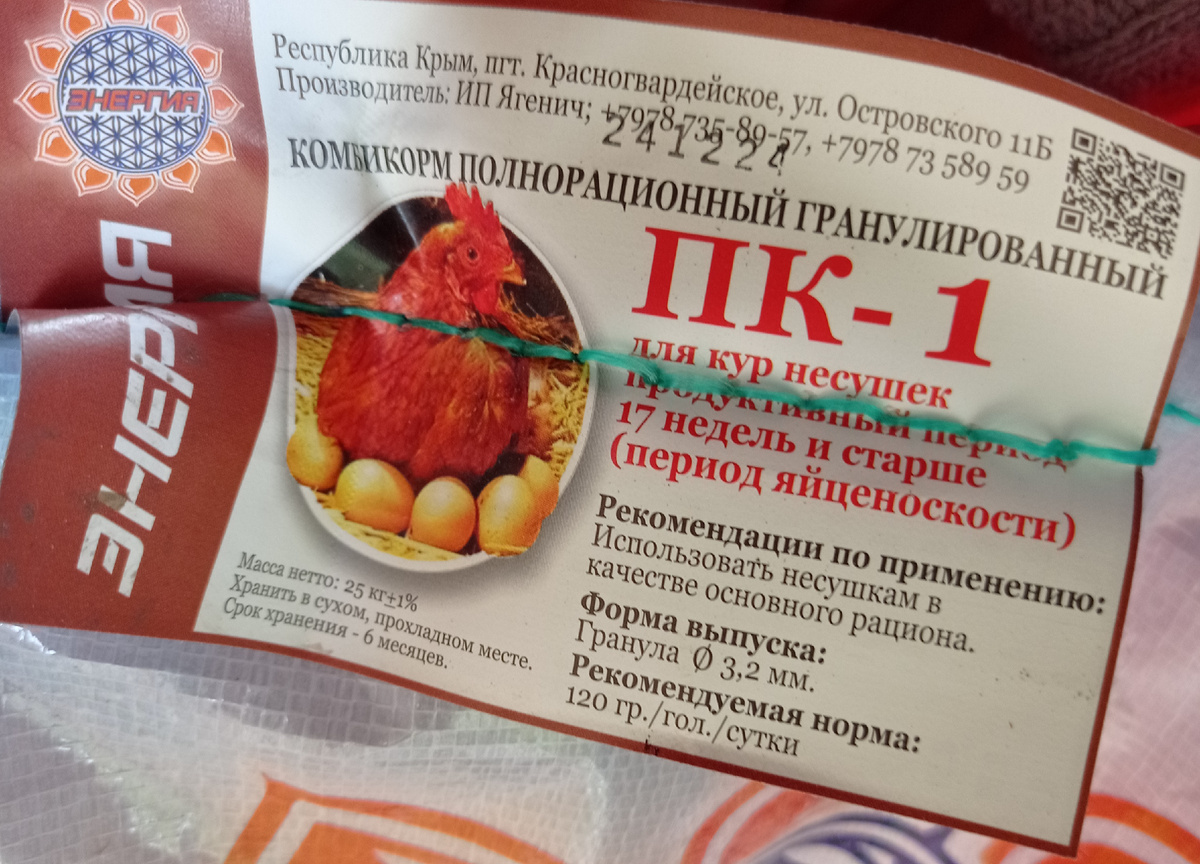 ЭНЕРГИЯ
ЭНЕРГИЯ
Республика Крым, пгт. Красногвардейское, ул. Островского 11Б
Производитель: ИП Ягенич; +7978-735-89-57, +7978 73 589 59
241224
КОМБИКОРМ ПОЛНОРАЦИОННЫЙ ГРАНУЛИРОВАННЫЙ
ПК- 1
для кур несушек
продуктивный период
17 недель и старше
(период яйценоскости)
Рекомендации по применению:
Использовать несушкам в
качестве основного рациона.
Форма выпуска:
Гранула Ø 3,2 мм.
Рекомендуемая норма:
120 гр./гол./сутки
Масса нетто: 25 кг±1%
Хранить в сухом, прохладном месте.
Срок хранения - 6 месяцев.